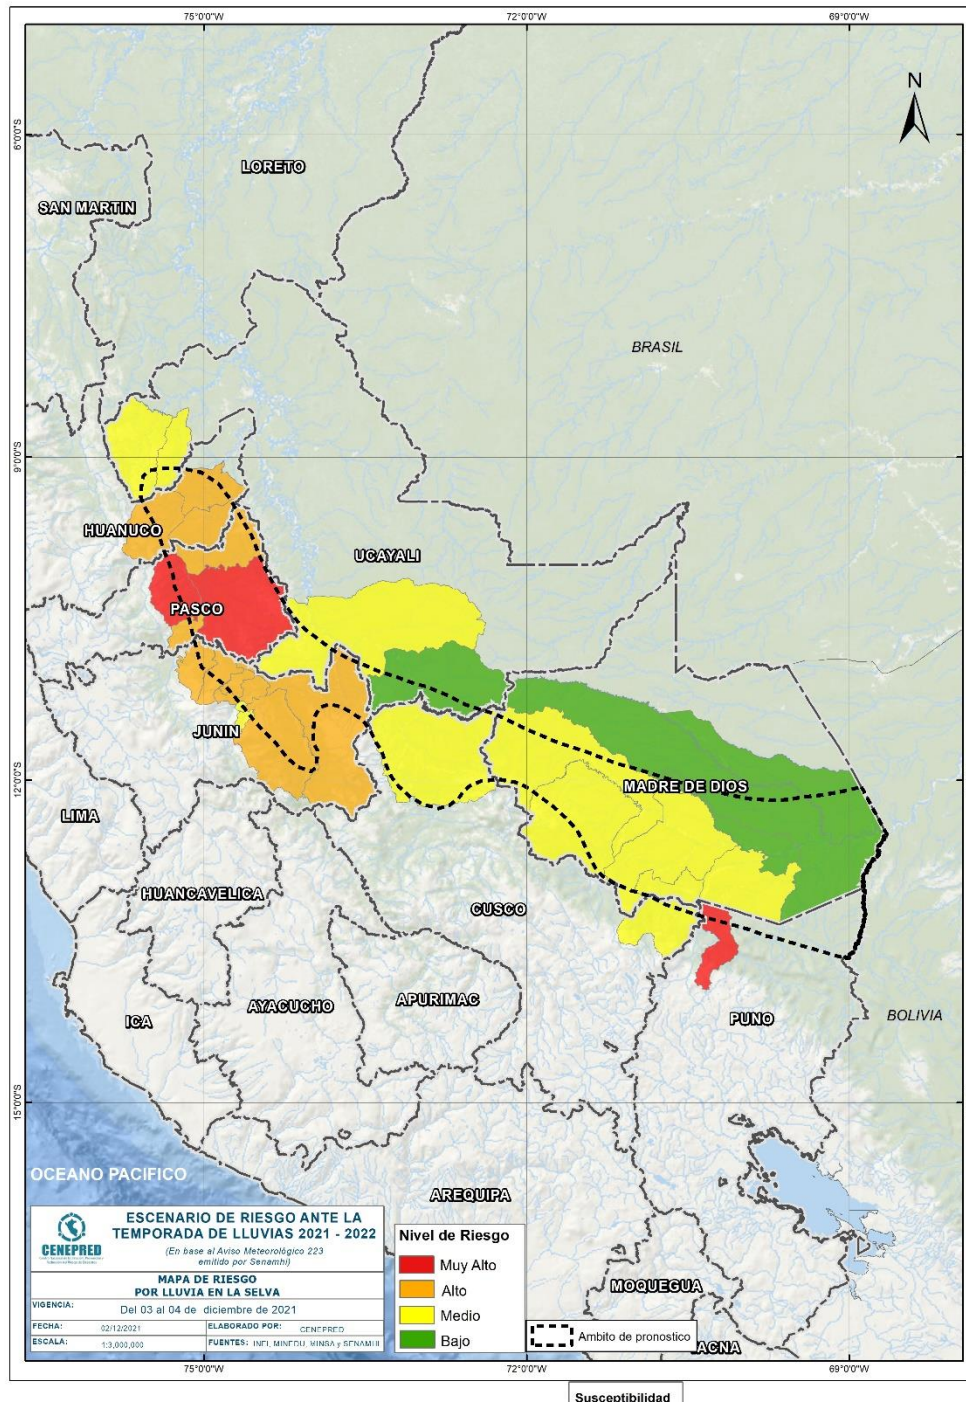 75°0'0"W 72°0'0"W 69°0'0"W
N
6°0'0"S
LORETO
SAN MARTIN
BRASIL
9°0'0"S
HUANUCO
UCAYALI
PASCO
JUNIN
12°0'0"S
MADRE DE DIOS
LIMA
HUANCAVELICA
CUSCO
AYACUCHO
APURIMAC
ICA
PUNO
BOLIVIA
15°0'0"S
OCEANO PACIFICO
AREQUIPA
MOQUEGUA
ACNA
CENEPRED
ESCENARIO DE RIESGO ANTE LA
TEMPORADA DE LLUVIAS 2021 - 2022
(En base al Aviso Meteorológico 223
emitido por Senamhi)
MAPA DE RIESGO
POR LLUVIA EN LA SELVA
VIGENCIA: Del 03 al 04 de diciembre de 2021
FECHA: 02/12/2021 ELABORADO POR: CENEPRED
ESCALA: 1:3,000,000 FUENTES: INEI, MINEDU, MINSA y SENAMHI
Nivel de Riesgo
Muy Alto
Alto
Medio
Bajo
Ambito de pronostico
75°0'0"W 72°0'0"W 69°0'0"W
Susceptibilidad